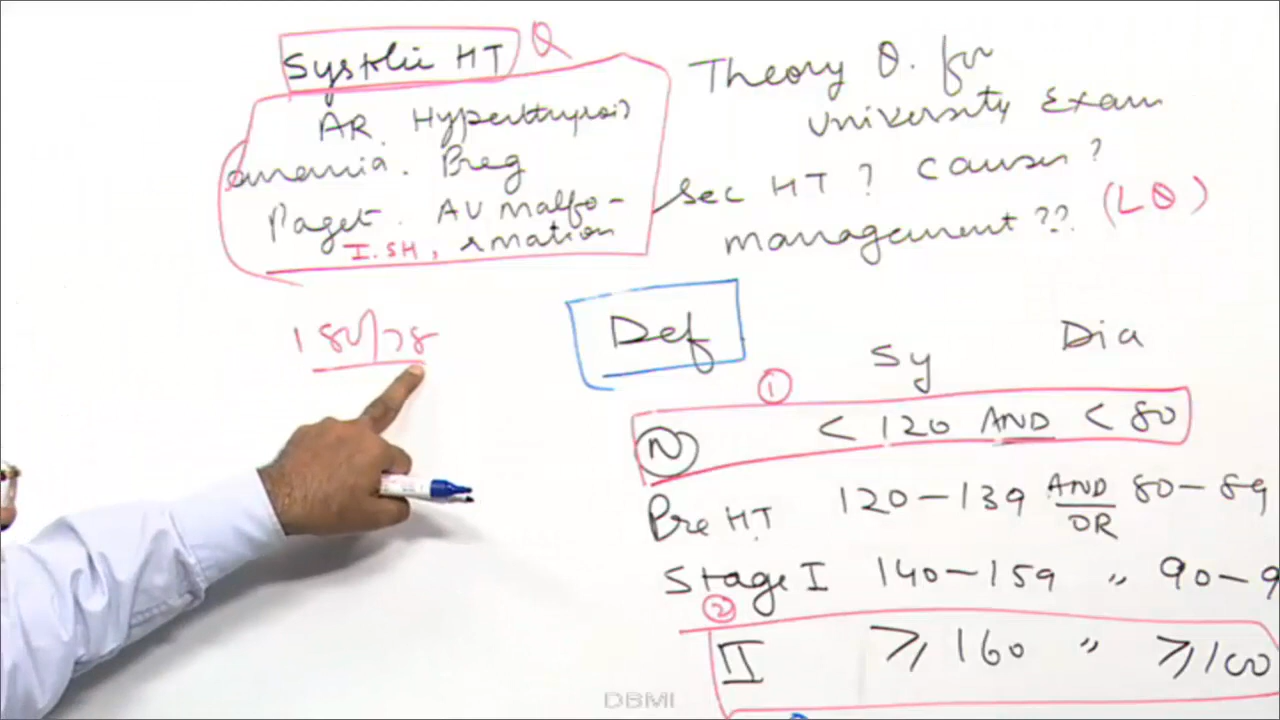 Systolic HT Q
AR. Hyperthyroid
anemia. Preg
Paget. AV malfo-
I.SH, rmation
Theory Q. for
University Exam
Sec HT? Causes?
management?? (LQ)
180/78
Def
Sy Dia
①
N < 120 AND < 80
Pre HT 120-139 AND 80-89
OR
Stage I 140-159 " 90-9
②
II ≥ 160 " ≥ 100
DBMI